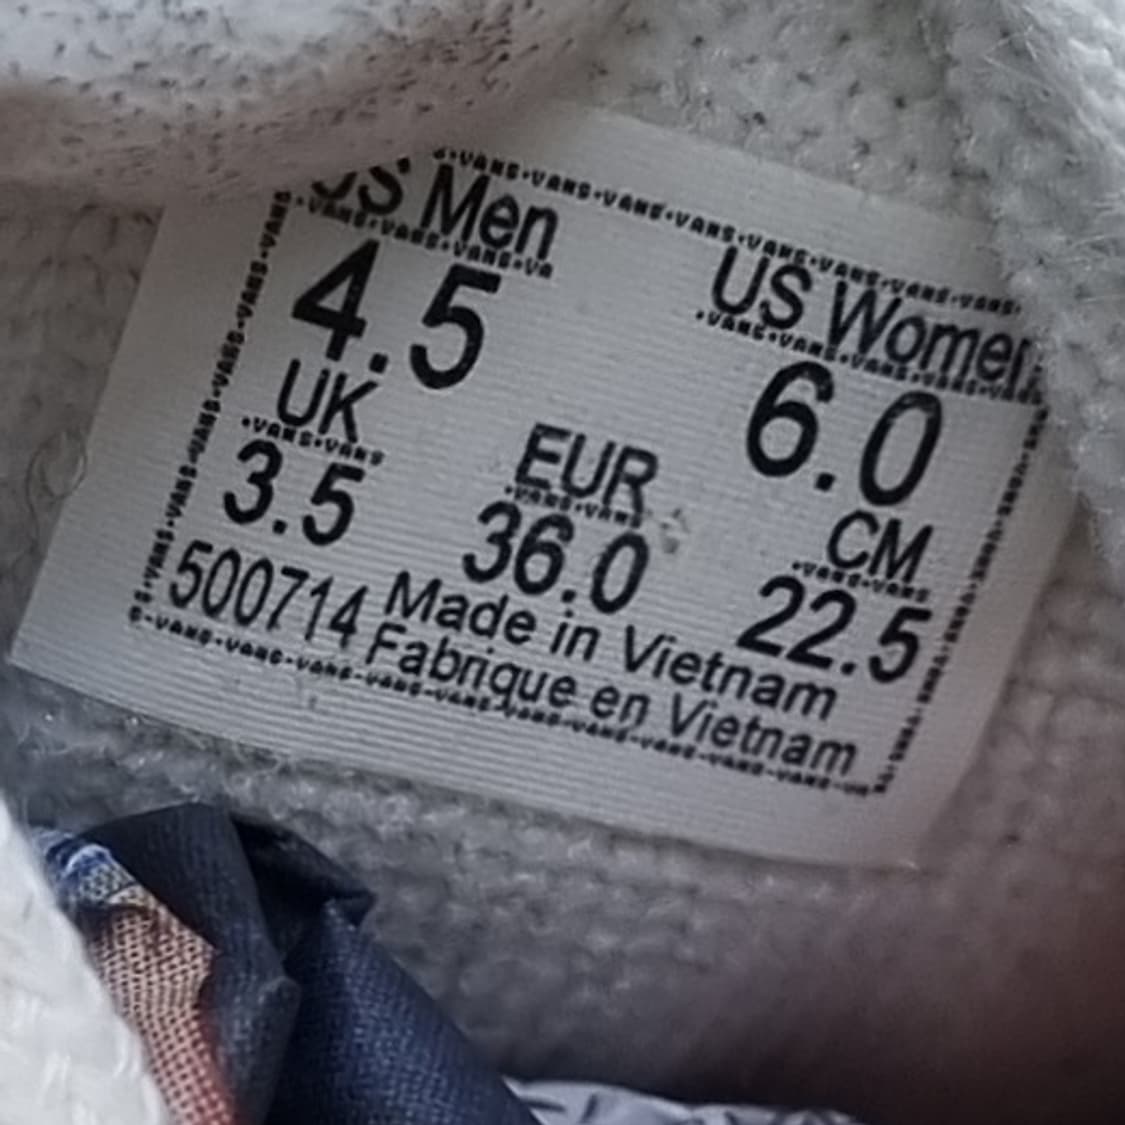 US Men
4.5
US Women
6.0
UK
3.5
EUR
36.0
CM
22.5
500714
Made in Vietnam
Fabrique en Vietnam